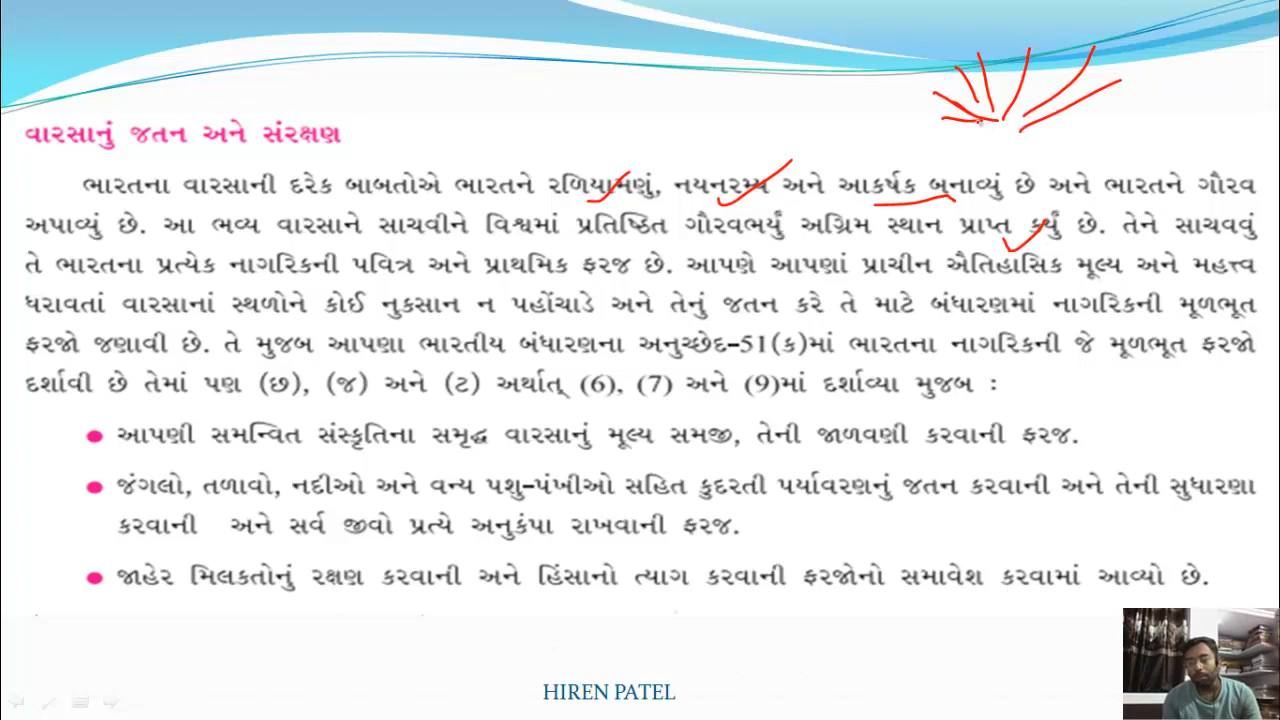 વારસાનું જતન અને સંરક્ષણ
ભારતના વારસાની દરેક બાબતોએ ભારતને રળિયામણું, નયનરમ્ય અને આકર્ષક બનાવ્યું છે અને ભારતને ગૌરવ
અપાવ્યું છે. આ ભવ્ય વારસાને સાચવીને વિશ્વમાં પ્રતિષ્ઠિત ગૌરવભર્યું અગ્રિમ સ્થાન પ્રાપ્ત કર્યું છે. તેને સાચવવું
તે ભારતના પ્રત્યેક નાગરિકની પવિત્ર અને પ્રાથમિક ફરજ છે. આપણે આપણાં પ્રાચીન ઐતિહાસિક મૂલ્ય અને મહત્ત્વ
ધરાવતાં વારસાનાં સ્થળોને કોઈ નુકસાન ન પહોંચાડે અને તેનું જતન કરે તે માટે બંધારણમાં નાગરિકની મૂળભૂત
ફરજો જણાવી છે. તે મુજબ આપણા ભારતીય બંધારણના અનુચ્છેદ-51(ક)માં ભારતના નાગરિકની જે મૂળભૂત ફરજો
દર્શાવી છે તેમાં પણ (છ), (જ) અને (ટ) અર્થાત્ (6), (7) અને (9)માં દર્શાવ્યા મુજબ :
● આપણી સમન્વિત સંસ્કૃતિના સમૃદ્ધ વારસાનું મૂલ્ય સમજી, તેની જાળવણી કરવાની ફરજ.
● જંગલો, તળાવો, નદીઓ અને વન્ય પશુ-પંખીઓ સહિત કુદરતી પર્યાવરણનું જતન કરવાની અને તેની સુધારણા
કરવાની અને સર્વ જીવો પ્રત્યે અનુકંપા રાખવાની ફરજ.
● જાહેર મિલકતોનું રક્ષણ કરવાની અને હિંસાનો ત્યાગ કરવાની ફરજોનો સમાવેશ કરવામાં આવ્યો છે.
HIREN PATEL